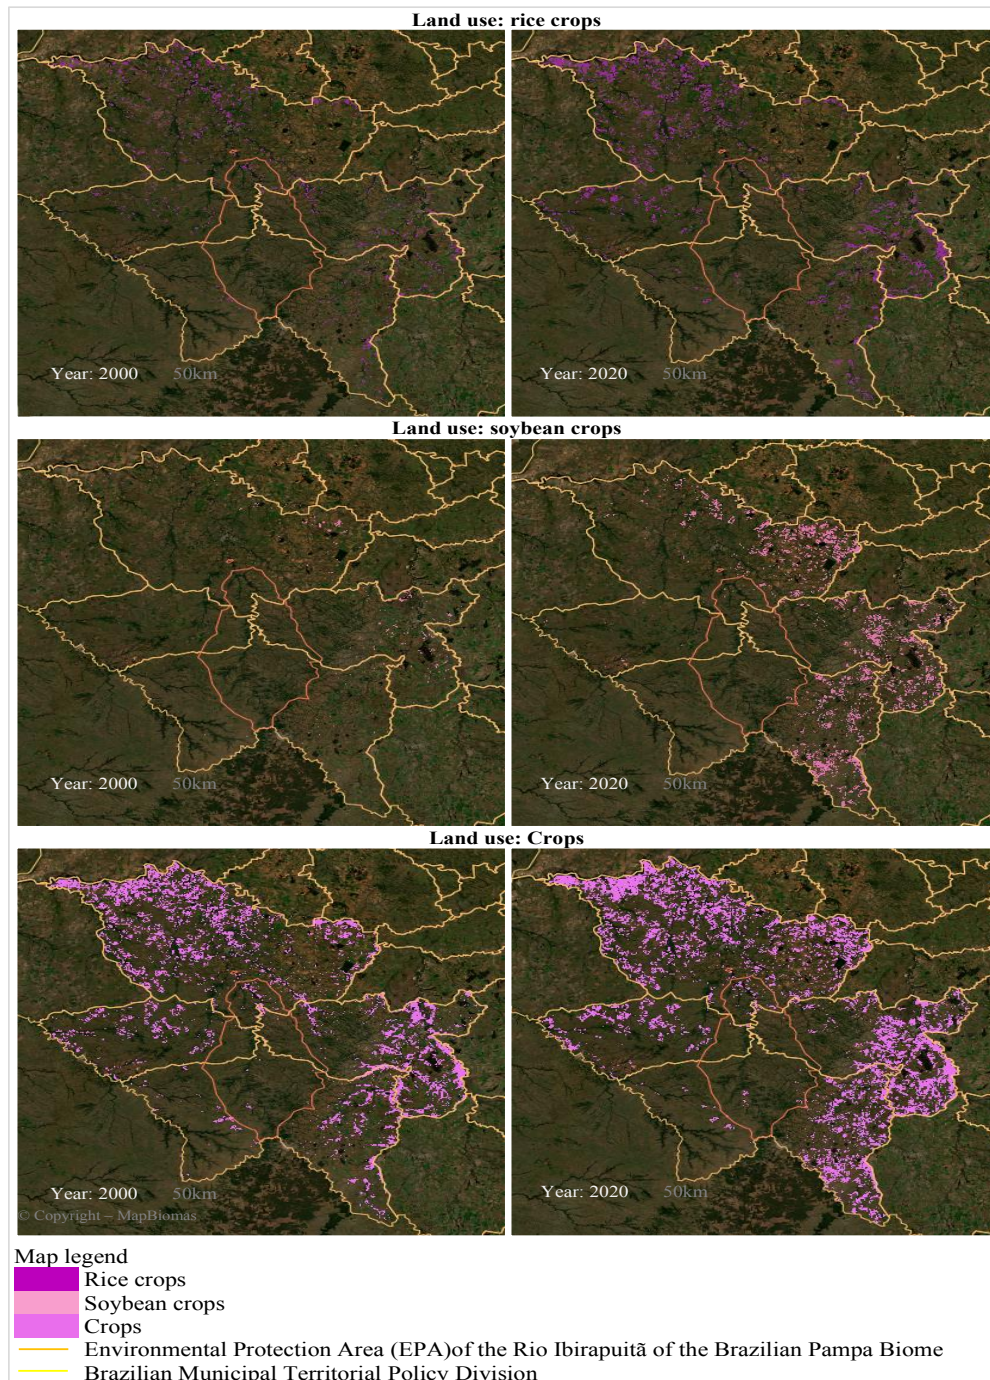 Land use: rice crops
Year: 2000 50km
Year: 2020 50km
Land use: soybean crops
Year: 2000 50km
Year: 2020 50km
Land use: Crops
Year: 2000 50km
© Copyright – MapBiomas
Year: 2020 50km
Map legend
Rice crops
Soybean crops
Crops
Environmental Protection Area (EPA)of the Rio Ibirapuitã of the Brazilian Pampa Biome
Brazilian Municipal Territorial Policy Division